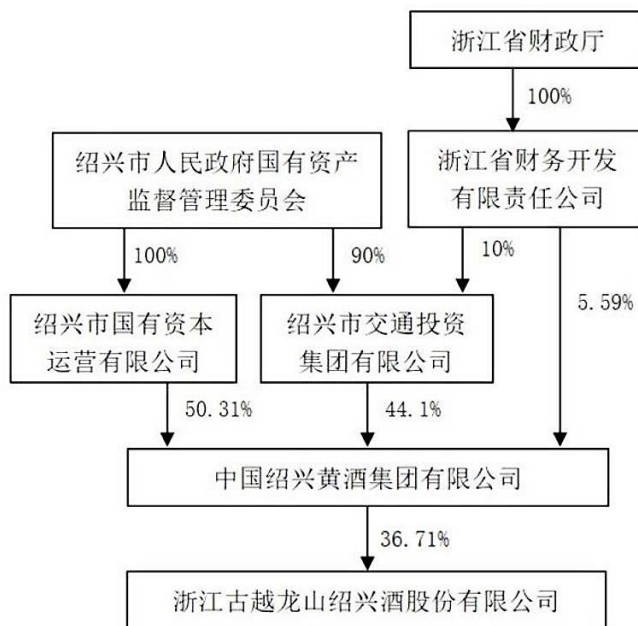 浙江省财政厅
100%
绍兴市人民政府国有资产
监督管理委员会
浙江省财务开发
有限责任公司
100%
90%
10%
5.59%
绍兴市国有资本
运营有限公司
绍兴市交通投资
集团有限公司
50.31%
44.1%
中国绍兴黄酒集团有限公司
36.71%
浙江古越龙山绍兴酒股份有限公司